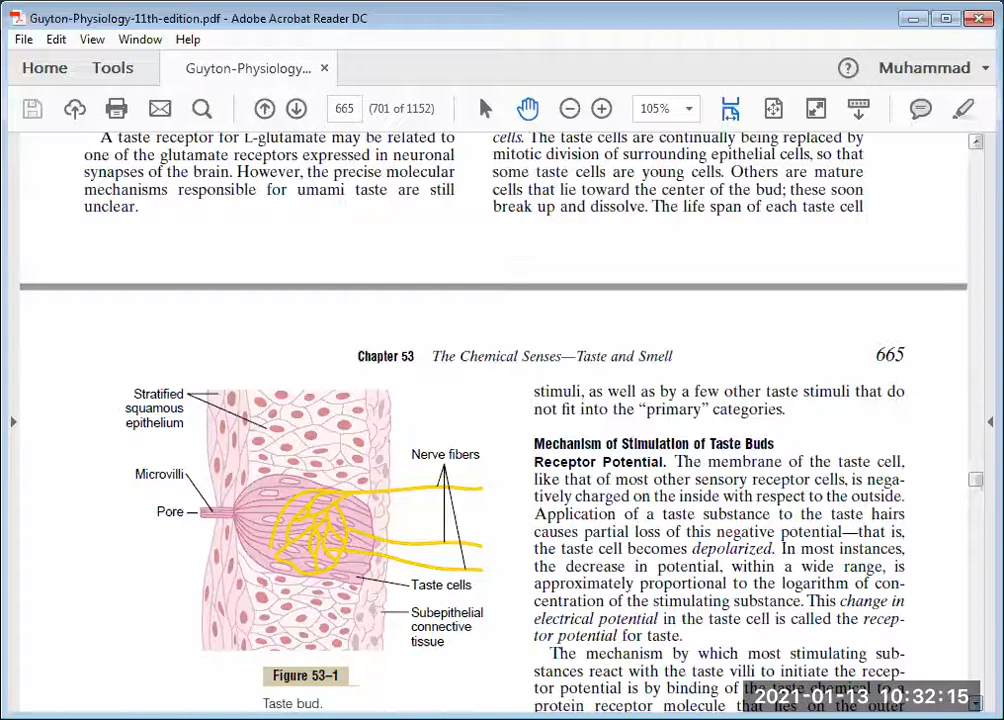 Guyton-Physiology-11th-edition.pdf - Adobe Acrobat Reader DC
File Edit View Window Help
Home Tools Guyton-Physiology... × Muhammad
665 (701 of 1152) 105%
A taste receptor for L-glutamate may be related to
one of the glutamate receptors expressed in neuronal
synapses of the brain. However, the precise molecular
mechanisms responsible for umami taste are still
unclear.
cells. The taste cells are continually being replaced by
mitotic division of surrounding epithelial cells, so that
some taste cells are young cells. Others are mature
cells that lie toward the center of the bud; these soon
break up and dissolve. The life span of each taste cell
Chapter 53 The Chemical Senses—Taste and Smell 665
Stratified
squamous
epithelium
Microvilli
Pore
Nerve fibers
Taste cells
Subepithelial
connective
tissue
Figure 53–1
Taste bud.
stimuli, as well as by a few other taste stimuli that do
not fit into the “primary” categories.
Mechanism of Stimulation of Taste Buds
Receptor Potential. The membrane of the taste cell,
like that of most other sensory receptor cells, is nega-
tively charged on the inside with respect to the outside.
Application of a taste substance to the taste hairs
causes partial loss of this negative potential—that is,
the taste cell becomes depolarized. In most instances,
the decrease in potential, within a wide range, is
approximately proportional to the logarithm of con-
centration of the stimulating substance. This change in
electrical potential in the taste cell is called the recep-
tor potential for taste.
The mechanism by which most stimulating sub-
stances react with the taste villi to initiate the recep-
tor potential is by binding of the taste chemical to a
protein receptor molecule that lies on the outer
2021-01-13 10:32:15